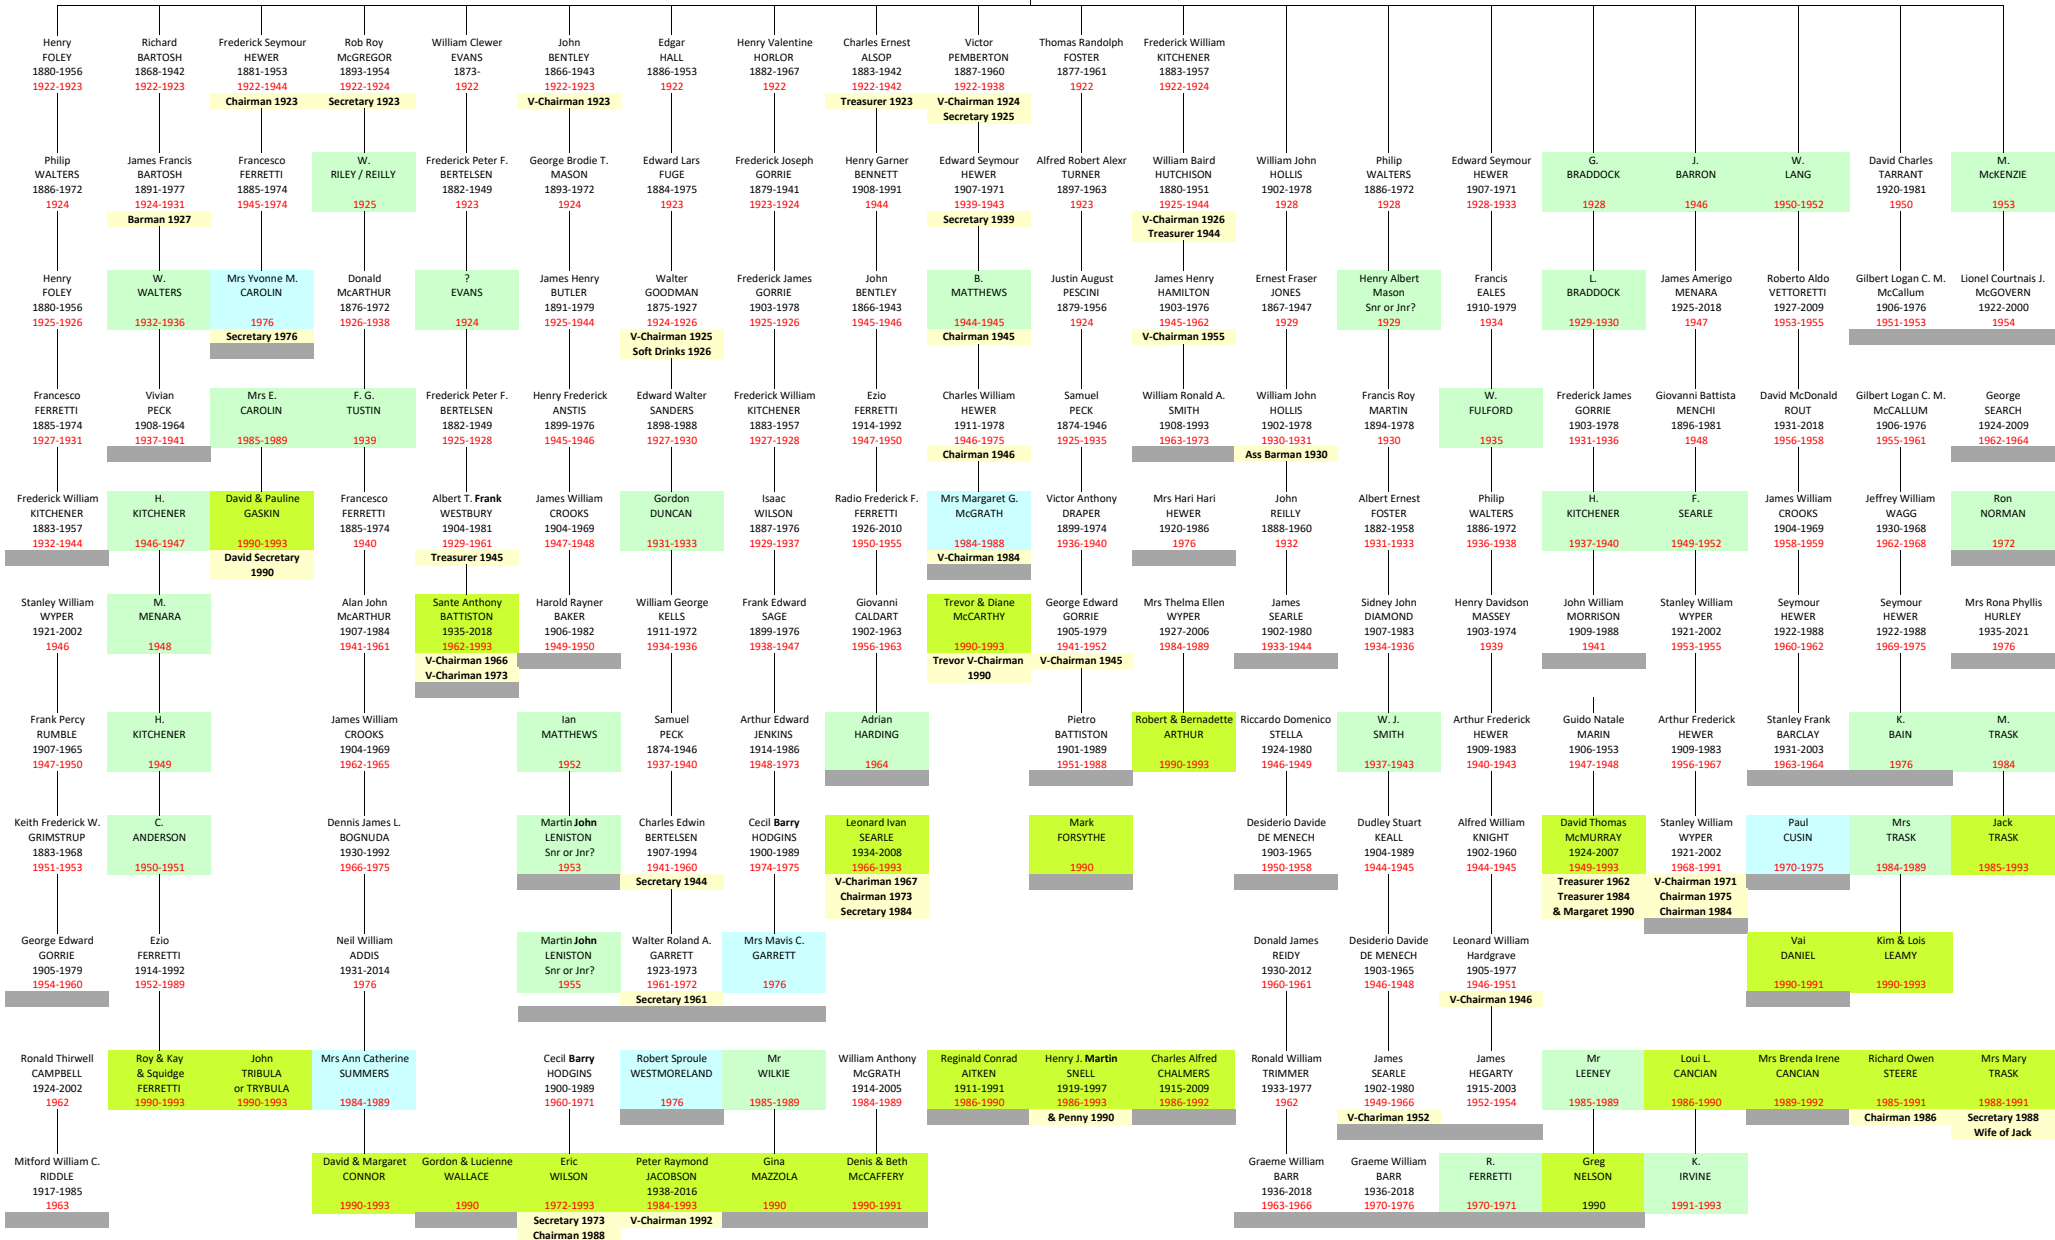 Henry
FOLEY
1880-1956
1922-1923
Richard
BARTOSH
1868-1942
1922-1923
Frederick Seymour
HEWER
1881-1953
1922-1944
Chairman 1923
Rob Roy
McGREGOR
1893-1954
1922-1924
Secretary 1923
William Clewer
EVANS
1873-
1922
John
BENTLEY
1866-1943
1922-1923
V-Chairman 1923
Edgar
HALL
1886-1953
1922
Henry Valentine
HORLOR
1882-1967
1922
Charles Ernest
ALSOP
1883-1942
1922-1942
Treasurer 1923
Victor
PEMBERTON
1887-1960
1922-1938
V-Chairman 1924
Secretary 1925
Thomas Randolph
FOSTER
1877-1961
1922
Frederick William
KITCHENER
1883-1957
1922-1924
Philip
WALTERS
1886-1972
1924
James Francis
BARTOSH
1891-1977
1924-1931
Barman 1927
Francesco
FERRETTI
1885-1974
1945-1974
W.
RILEY / REILLY
1925
Frederick Peter F.
BERTELSEN
1882-1949
1923
George Brodie T.
MASON
1893-1972
1924
Edward Lars
FUGE
1884-1975
1923
Frederick Joseph
GORRIE
1879-1941
1923-1924
Henry Garner
BENNETT
1908-1991
1944
Edward Seymour
HEWER
1907-1971
1939-1943
Secretary 1939
Alfred Robert Alexr
TURNER
1897-1963
1923
William Baird
HUTCHISON
1880-1951
1925-1944
V-Chairman 1926
Treasurer 1944
William John
HOLLIS
1902-1978
1928
Philip
WALTERS
1886-1972
1928
Edward Seymour
HEWER
1907-1971
1928-1933
G.
BRADDOCK
1928
J.
BARRON
1946
W.
LANG
1950-1952
David Charles
TARRANT
1920-1981
1950
M.
McKENZIE
1953
Henry
FOLEY
1880-1956
1925-1926
W.
WALTERS
1932-1936
Mrs Yvonne M.
CAROLIN
1976
Secretary 1976
Donald
McARTHUR
1876-1972
1926-1938
?
EVANS
1924
James Henry
BUTLER
1891-1979
1925-1944
Walter
GOODMAN
1875-1927
1924-1926
V-Chairman 1925
Soft Drinks 1926
Frederick James
GORRIE
1903-1978
1925-1926
John
BENTLEY
1866-1943
1945-1946
B.
MATTHEWS
1944-1945
Chairman 1945
Justin August
PESCINI
1879-1956
1924
James Henry
HAMILTON
1903-1976
1945-1962
V-Chairman 1955
Ernest Fraser
JONES
1867-1947
1929
Henry Albert
Mason
Snr or Jnr?
1929
Francis
EALES
1910-1979
1934
L.
BRADDOCK
1929-1930
James Amerigo
MENARA
1925-2018
1947
Roberto Aldo
VETTORETTI
1927-2009
1953-1955
Gilbert Logan C. M.
McCallum
1906-1976
1951-1953
Lionel Courtnais J.
McGOVERN
1922-2000
1954
Francesco
FERRETTI
1885-1974
1927-1931
Vivian
PECK
1908-1964
1937-1941
Mrs E.
CAROLIN
1985-1989
F. G.
TUSTIN
1939
Frederick Peter F.
BERTELSEN
1882-1949
1925-1928
Henry Frederick
ANSTIS
1899-1976
1945-1946
Edward Walter
SANDERS
1898-1988
1927-1930
Frederick William
KITCHENER
1883-1957
1927-1928
Ezio
FERRETTI
1914-1992
1947-1950
Charles William
HEWER
1911-1978
1946-1975
Chairman 1946
Samuel
PECK
1874-1946
1925-1935
William Ronald A.
SMITH
1908-1993
1963-1973
William John
HOLLIS
1902-1978
1930-1931
Ass Barman 1930
Francis Roy
MARTIN
1894-1978
1930
W.
FULFORD
1935
Frederick James
GORRIE
1903-1978
1931-1936
Giovanni Battista
MENCHI
1896-1981
1948
David McDonald
ROUT
1931-2018
1956-1958
Gilbert Logan C. M.
McCALLUM
1906-1976
1955-1961
George
SEARCH
1924-2009
1962-1964
Frederick William
KITCHENER
1883-1957
1932-1944
H.
KITCHENER
1946-1947
David & Pauline
GASKIN
1990-1993
David Secretary
1990
Francesco
FERRETTI
1885-1974
1940
Albert T. Frank
WESTBURY
1904-1981
1929-1961
Treasurer 1945
James William
CROOKS
1904-1969
1947-1948
Gordon
DUNCAN
1931-1933
Isaac
WILSON
1887-1976
1929-1937
Radio Frederick F.
FERRETTI
1926-2010
1950-1955
Mrs Margaret G.
McGRATH
1984-1988
V-Chairman 1984
Victor Anthony
DRAPER
1899-1974
1936-1940
Mrs Hari Hari
HEWER
1920-1986
1976
John
REILLY
1888-1960
1932
Albert Ernest
FOSTER
1882-1958
1931-1933
Philip
WALTERS
1886-1972
1936-1938
H.
KITCHENER
1937-1940
F.
SEARLE
1949-1952
James William
CROOKS
1904-1969
1958-1959
Jeffrey William
WAGG
1930-1968
1962-1968
Ron
NORMAN
1972
Stanley William
WYPER
1921-2002
1946
M.
MENARA
1948
Alan John
McARTHUR
1907-1984
1941-1961
Sante Anthony
BATTISTON
1935-2018
1962-1993
V-Chairman 1966
V-Chariman 1973
Harold Rayner
BAKER
1906-1982
1949-1950
William George
KELLS
1911-1972
1934-1936
Frank Edward
SAGE
1899-1976
1938-1947
Giovanni
CALDART
1902-1963
1956-1963
Trevor & Diane
McCARTHY
1990-1993
Trevor V-Chairman
1990
George Edward
GORRIE
1905-1979
1941-1952
V-Chairman 1945
Mrs Thelma Ellen
WYPER
1927-2006
1984-1989
James
SEARLE
1902-1980
1933-1944
Sidney John
DIAMOND
1907-1983
1934-1936
Henry Davidson
MASSEY
1903-1974
1939
John William
MORRISON
1909-1988
1941
Stanley William
WYPER
1921-2002
1953-1955
Seymour
HEWER
1922-1988
1960-1962
Seymour
HEWER
1922-1988
1969-1975
Mrs Rona Phyllis
HURLEY
1935-2021
1976
Frank Percy
RUMBLE
1907-1965
1947-1950
H.
KITCHENER
1949
James William
CROOKS
1904-1969
1962-1965
Ian
MATTHEWS
1952
Samuel
PECK
1874-1946
1937-1940
Arthur Edward
JENKINS
1914-1986
1948-1973
Adrian
HARDING
1964
Pietro
BATTISTON
1901-1989
1951-1988
Robert & Bernadette
ARTHUR
1990-1993
Riccardo Domenico
STELLA
1924-1980
1946-1949
W. J.
SMITH
1937-1943
Arthur Frederick
HEWER
1909-1983
1940-1943
Guido Natale
MARIN
1906-1953
1947-1948
Arthur Frederick
HEWER
1909-1983
1956-1967
Stanley Frank
BARCLAY
1931-2003
1963-1964
K.
BAIN
1976
M.
TRASK
1984
Keith Frederick W.
GRIMSTRUP
1883-1968
1951-1953
C.
ANDERSON
1950-1951
Dennis James L.
BOGNUDA
1930-1992
1966-1975
Martin John
LENISTON
Snr or Jnr?
1953
Charles Edwin
BERTELSEN
1907-1994
1941-1960
Secretary 1944
Cecil Barry
HODGINS
1900-1989
1974-1975
Leonard Ivan
SEARLE
1934-2008
1966-1993
V-Chariman 1967
Chairman 1973
Secretary 1984
Mark
FORSYTHE
1990
Desiderio Davide
DE MENECH
1903-1965
1950-1958
Dudley Stuart
KEALL
1904-1989
1944-1945
Alfred William
KNIGHT
1902-1960
1944-1945
David Thomas
McMURRAY
1924-2007
1949-1993
Treasurer 1962
Treasurer 1984
& Margaret 1990
Stanley William
WYPER
1921-2002
1968-1991
V-Chairman 1971
Chairman 1975
Chairman 1984
Paul
CUSIN
1970-1975
Mrs
TRASK
1984-1989
Jack
TRASK
1985-1993
George Edward
GORRIE
1905-1979
1954-1960
Ezio
FERRETTI
1914-1992
1952-1989
Neil William
ADDIS
1931-2014
1976
Martin John
LENISTON
Snr or Jnr?
1955
Walter Roland A.
GARRETT
1923-1973
1961-1972
Secretary 1961
Mrs Mavis C.
GARRETT
1976
Donald James
REIDY
1930-2012
1960-1961
Desiderio Davide
DE MENECH
1903-1965
1946-1948
Leonard William
Hardgrave
1905-1977
1946-1951
V-Chairman 1946
Vai
DANIEL
1990-1991
Kim & Lois
LEAMY
1990-1993
Ronald Thirwell
CAMPBELL
1924-2002
1962
Roy & Kay
& Squidge
FERRETTI
1990-1993
John
TRIBULA
or TRYBULA
1990-1993
Mrs Ann Catherine
SUMMERS
1984-1989
Cecil Barry
HODGINS
1900-1989
1960-1971
Robert Sproule
WESTMORELAND
1976
Mr
WILKIE
1985-1989
William Anthony
McGRATH
1914-2005
1984-1989
Reginald Conrad
AITKEN
1911-1991
1986-1990
Henry J. Martin
SNELL
1919-1997
1986-1993
& Penny 1990
Charles Alfred
CHALMERS
1915-2009
1986-1992
Ronald William
TRIMMER
1933-1977
1962
James
SEARLE
1902-1980
1949-1966
V-Chariman 1952
James
HEGARTY
1915-2003
1952-1954
Mr
LEENEY
1985-1989
Loui L.
CANCIAN
1986-1990
Mrs Brenda Irene
CANCIAN
1989-1992
Richard Owen
STEERE
1985-1991
Chairman 1986
Mrs Mary
TRASK
1988-1991
Secretary 1988
Wife of Jack
Mitford William C.
RIDDLE
1917-1985
1963
David & Margaret
CONNOR
1990-1993
Gordon & Lucienne
WALLACE
1990
Eric
WILSON
1972-1993
Secretary 1973
Chairman 1988
Peter Raymond
JACOBSON
1938-2016
1984-1993
V-Chairman 1992
Gina
MAZZOLA
1990
Denis & Beth
McCAFFERY
1990-1991
Graeme William
BARR
1936-2018
1963-1966
Graeme William
BARR
1936-2018
1970-1976
R.
FERRETTI
1970-1971
Greg
NELSON
1990
K.
IRVINE
1991-1993